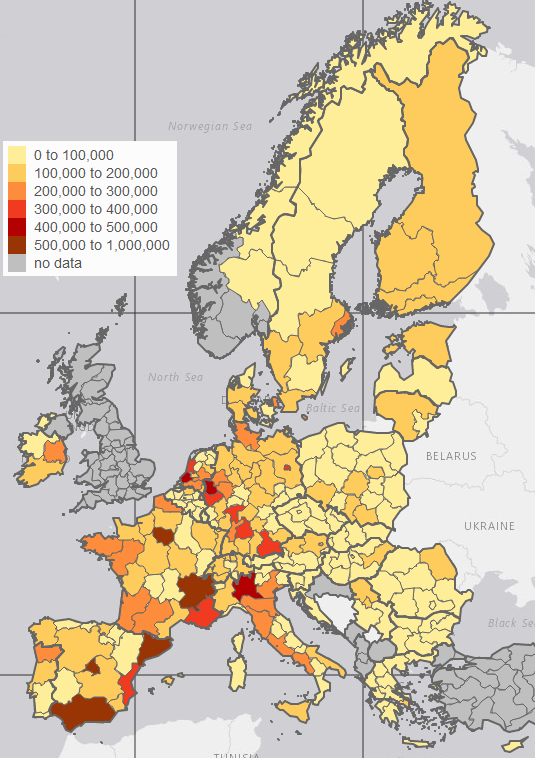 Norwegian Sea
0 to 100,000
100,000 to 200,000
200,000 to 300,000
300,000 to 400,000
400,000 to 500,000
500,000 to 1,000,000
no data
North Sea
Baltic Sea
BELARUS
UKRAINE
Black Se
TUNISIA